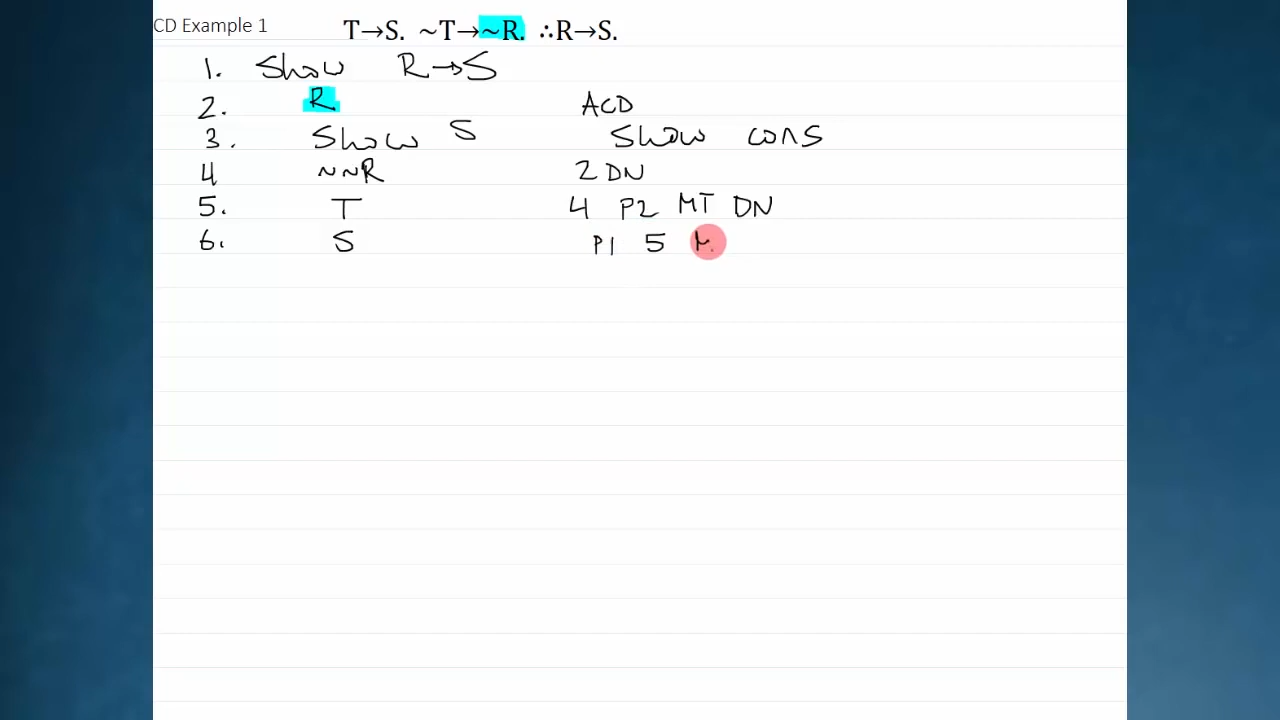 CD Example 1 T→S. ~T→~R. ∴R→S.
1. Show R→S
2. R ACD
3. Show S Show cons
4 ~~R 2 DN
5. T 4 P2 MT DN
6. S P1 5 M